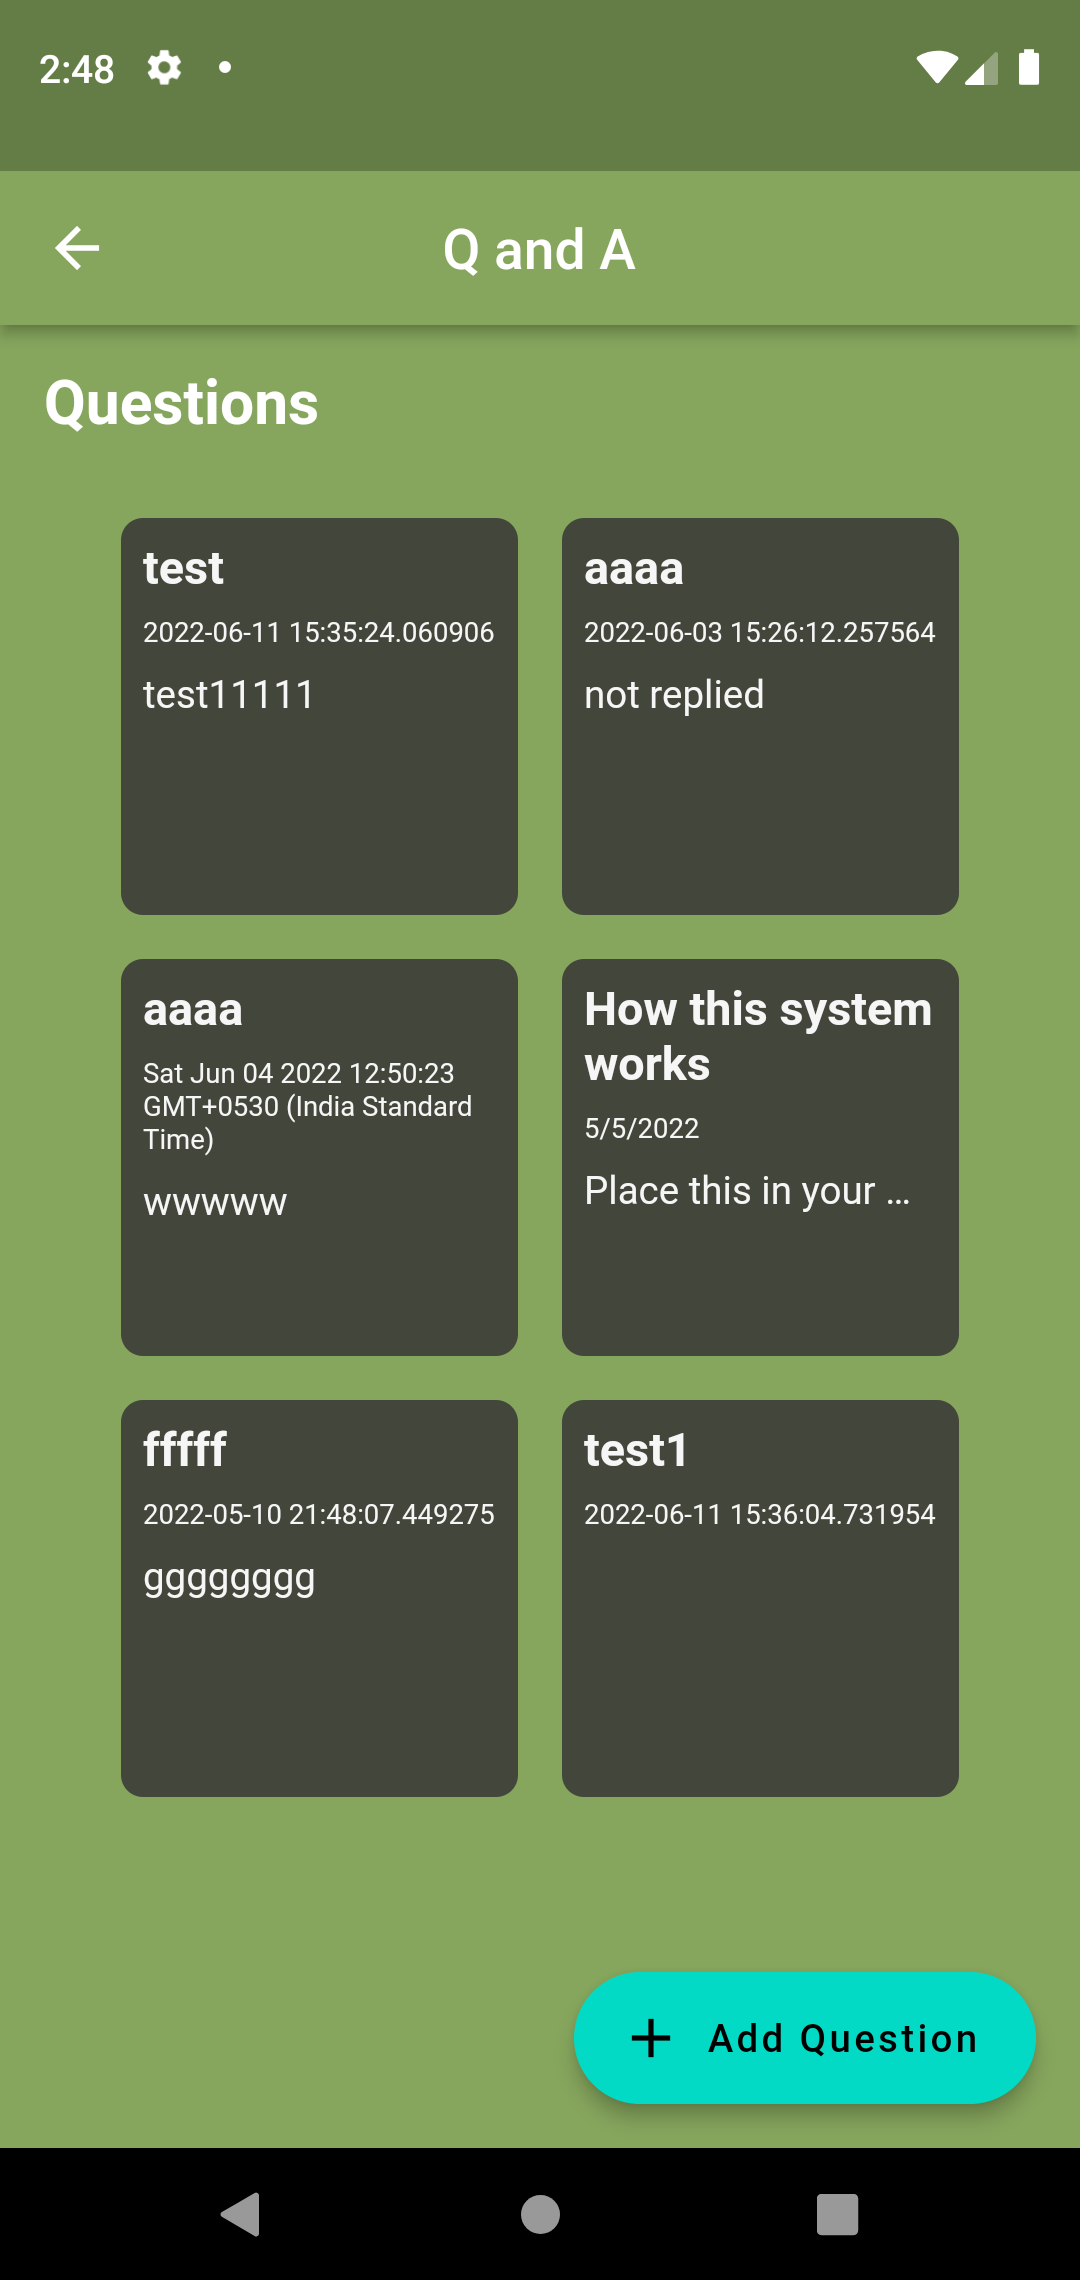 2:48
Q and A
Questions
test
2022-06-11 15:35:24.060906
test11111
aaaa
2022-06-03 15:26:12.257564
not replied
aaaa
Sat Jun 04 2022 12:50:23
GMT+0530 (India Standard
Time)
wwwww
How this system
works
5/5/2022
Place this in your ...
fffff
2022-05-10 21:48:07.449275
gggggggg
test1
2022-06-11 15:36:04.731954
Add Question